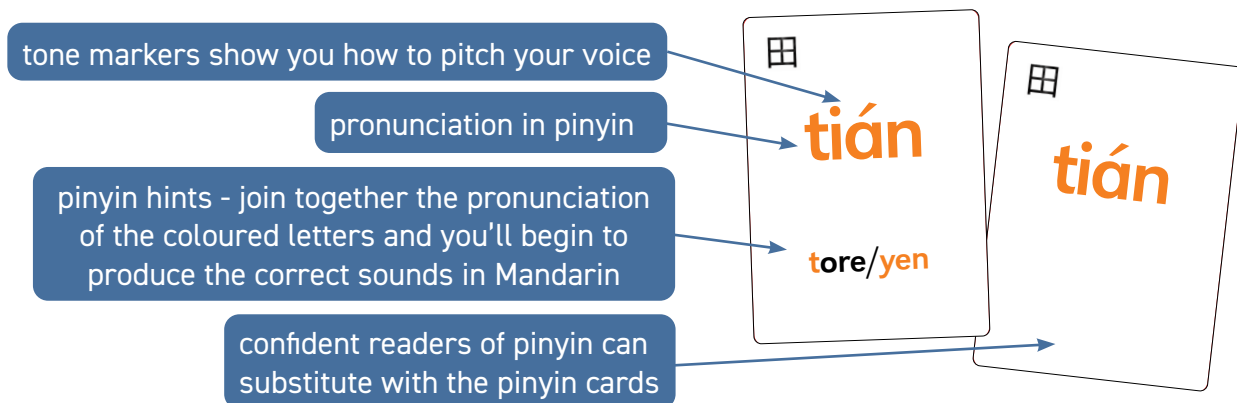 tone markers show you how to pitch your voice
pronunciation in pinyin
pinyin hints - join together the pronunciation
of the coloured letters and you’ll begin to
produce the correct sounds in Mandarin
confident readers of pinyin can
substitute with the pinyin cards
田
tián
tore/yen
田
tián